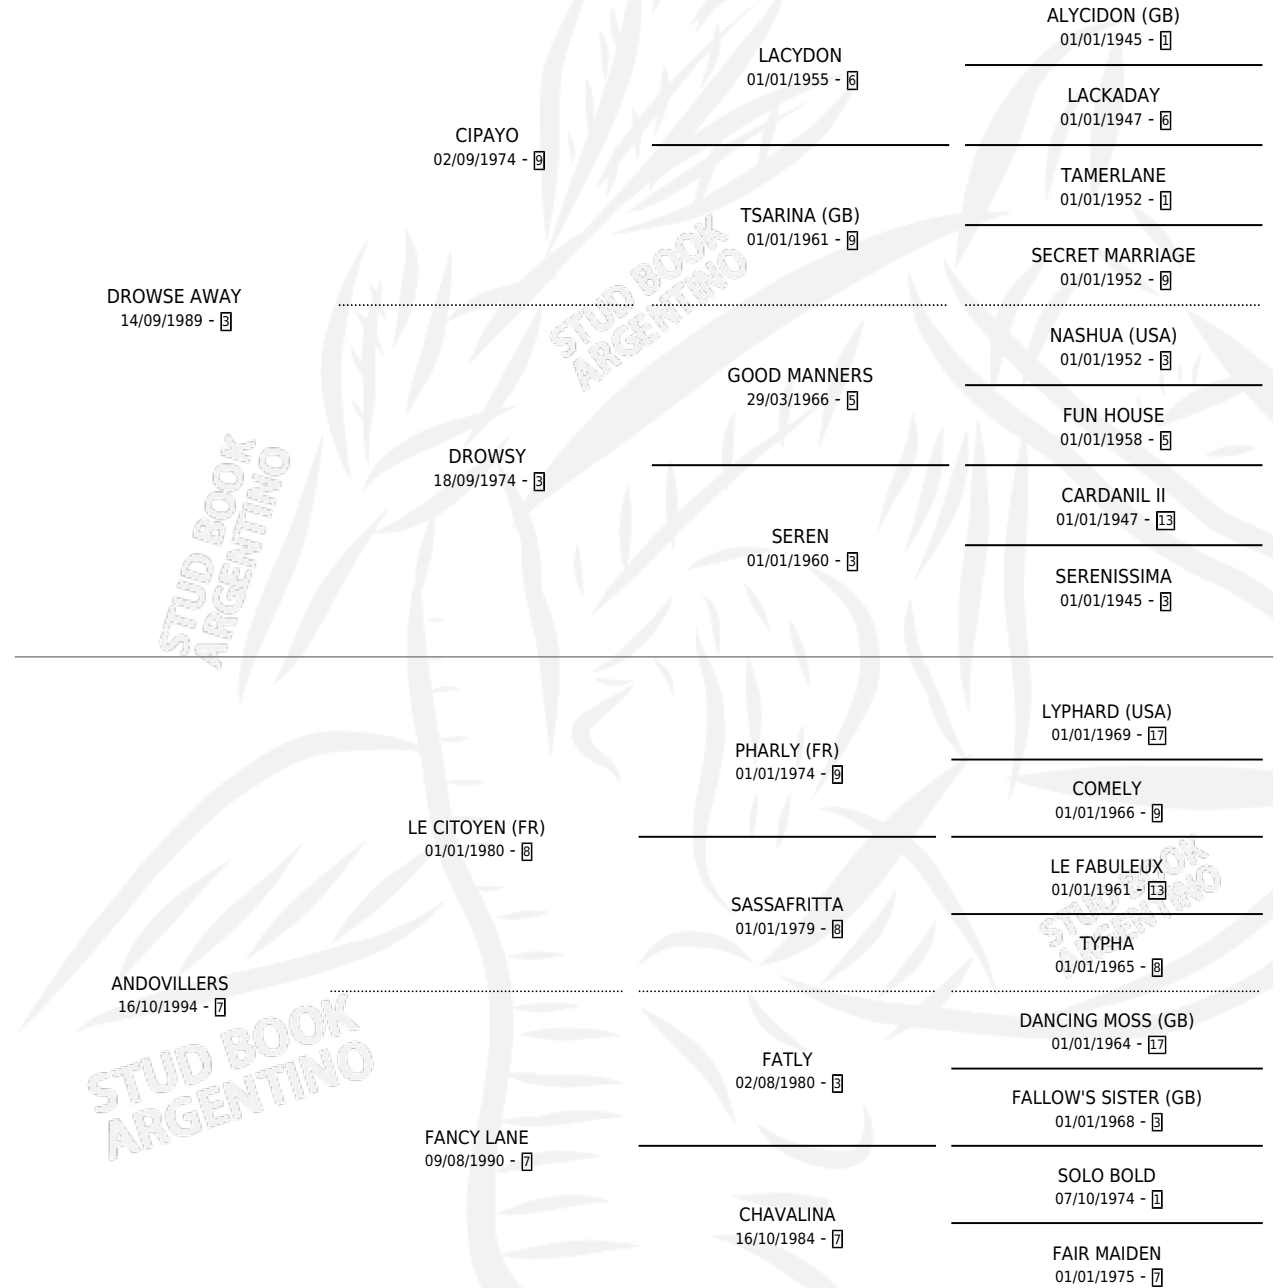 ALYCIDON (GB)
01/01/1945 - 1
LACYDON
01/01/1955 - 6
LACKADAY
01/01/1947 - 6
CIPAYO
02/09/1974 - 9
TAMERLANE
01/01/1952 - 1
TSARINA (GB)
01/01/1961 - 9
SECRET MARRIAGE
01/01/1952 - 9
DROWSE AWAY
14/09/1989 - 3
STUD BOOK
ARGENTINO
NASHUA (USA)
01/01/1952 - 3
GOOD MANNERS
29/03/1966 - 5
FUN HOUSE
01/01/1958 - 5
DROWSY
18/09/1974 - 3
CARDANIL II
01/01/1947 - 13
SEREN
01/01/1960 - 3
SERENISSIMA
01/01/1945 - 3
STUD BOOK
ARGENTINO
LYPHARD (USA)
01/01/1969 - 17
PHARLY (FR)
01/01/1974 - 9
COMELY
01/01/1966 - 9
LE CITOYEN (FR)
01/01/1980 - 8
LE FABULEUX
01/01/1961 - 13
SASSAFRITTA
01/01/1979 - 8
STUD BOOK
ARGENTINO
TYPHA
01/01/1965 - 8
ANDOVILLERS
16/10/1994 - 7
STUD BOOK
ARGENTINO
DANCING MOSS (GB)
01/01/1964 - 17
FATLY
02/08/1980 - 3
FALLOW'S SISTER (GB)
01/01/1968 - 3
FANCY LANE
09/08/1990 - 7
SOLO BOLD
07/10/1974 - 1
CHAVALINA
16/10/1984 - 7
FAIR MAIDEN
01/01/1975 - 7